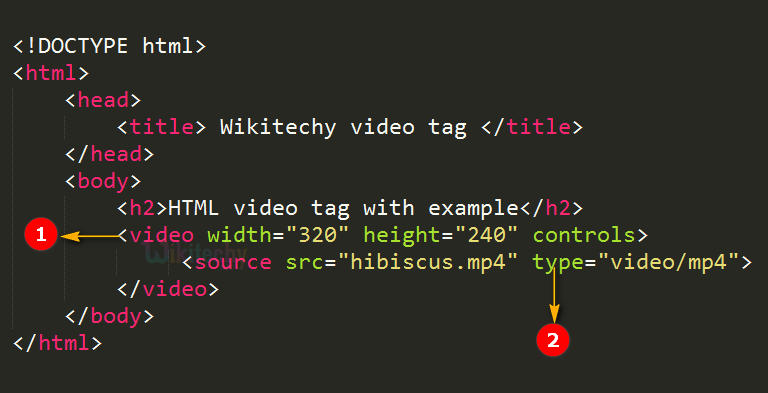 <!DOCTYPE html>
<html>
<head>
<title> Wikitechy video tag </title>
</head>
<body>
<h2>HTML video tag with example</h2>
1 <video width="320" height="240" controls>
Wikitechy
<source src="hibiscus.mp4" type="video/mp4">
</video>
</body>
2
</html>